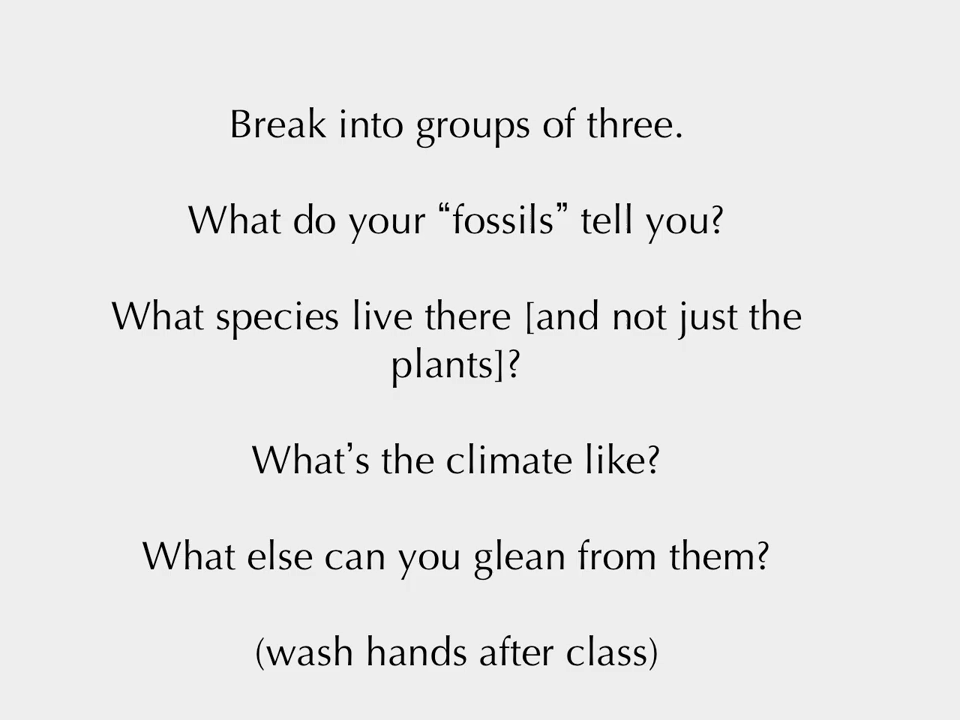 Break into groups of three.
What do your “fossils” tell you?
What species live there [and not just the
plants]?
What’s the climate like?
What else can you glean from them?
(wash hands after class)